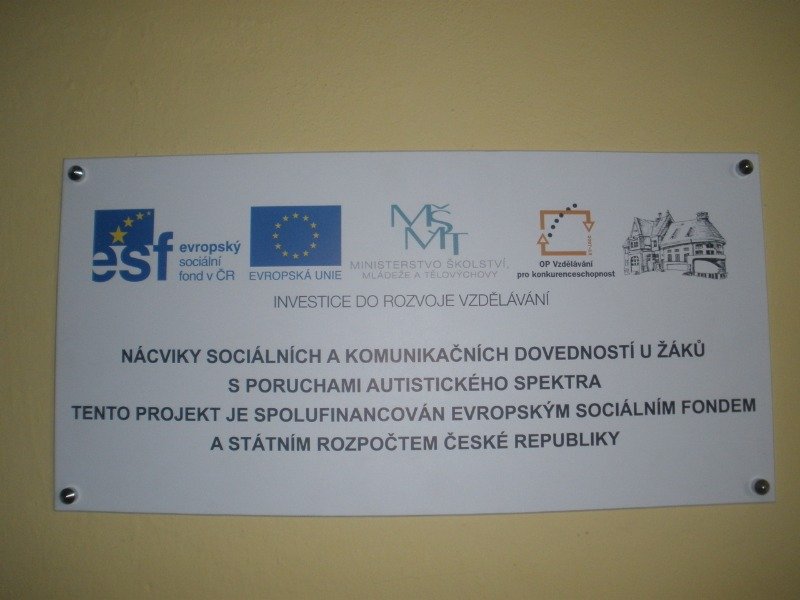 esf
evropský
sociální
fond v ČR
EVROPSKÁ UNIE
MŠ
MT
MINISTERSTVO ŠKOLSTVÍ,
MLÁDEŽE A TĚLOVÝCHOVY
OP Vzdělávání
pro konkurenceschopnost
INVESTICE DO ROZVOJE VZDĚLÁVÁNÍ
NÁCVIKY SOCIÁLNÍCH A KOMUNIKAČNÍCH DOVEDNOSTÍ U ŽÁKŮ
S PORUCHAMI AUTISTICKÉHO SPEKTRA
TENTO PROJEKT JE SPOLUFINANCOVÁN EVROPSKÝM SOCIÁLNÍM FONDEM
A STÁTNÍM ROZPOČTEM ČESKÉ REPUBLIKY